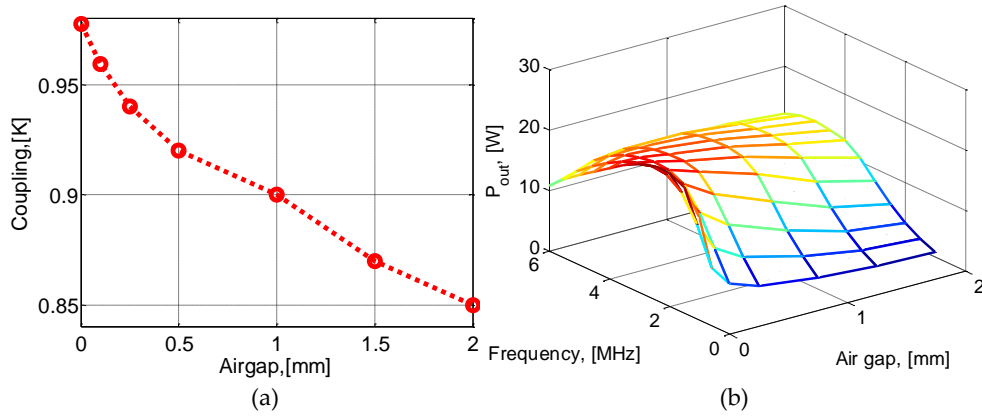 0.95
0.9
0.85
Coupling,[K]
0
0.5
1
1.5
2
Airgap,[mm]
(a)
30
20
10
0
P_out, [W]
6
4
2
0
Frequency, [MHz]
0
1
2
Air gap, [mm]
(b)